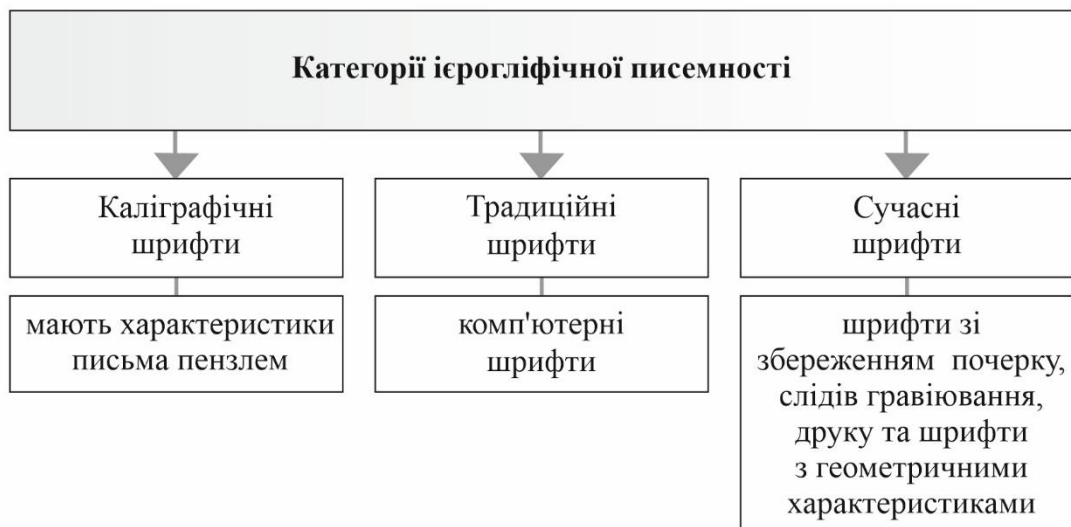 Категорії ієрогліфічної писемності
Каліграфічні
шрифти
мають характеристики
письма пензлем
Традиційні
шрифти
комп'ютерні
шрифти
Сучасні
шрифти
шрифти зі
збереженням почерку,
слідів гравіювання,
друку та шрифти
з геометричними
характеристиками